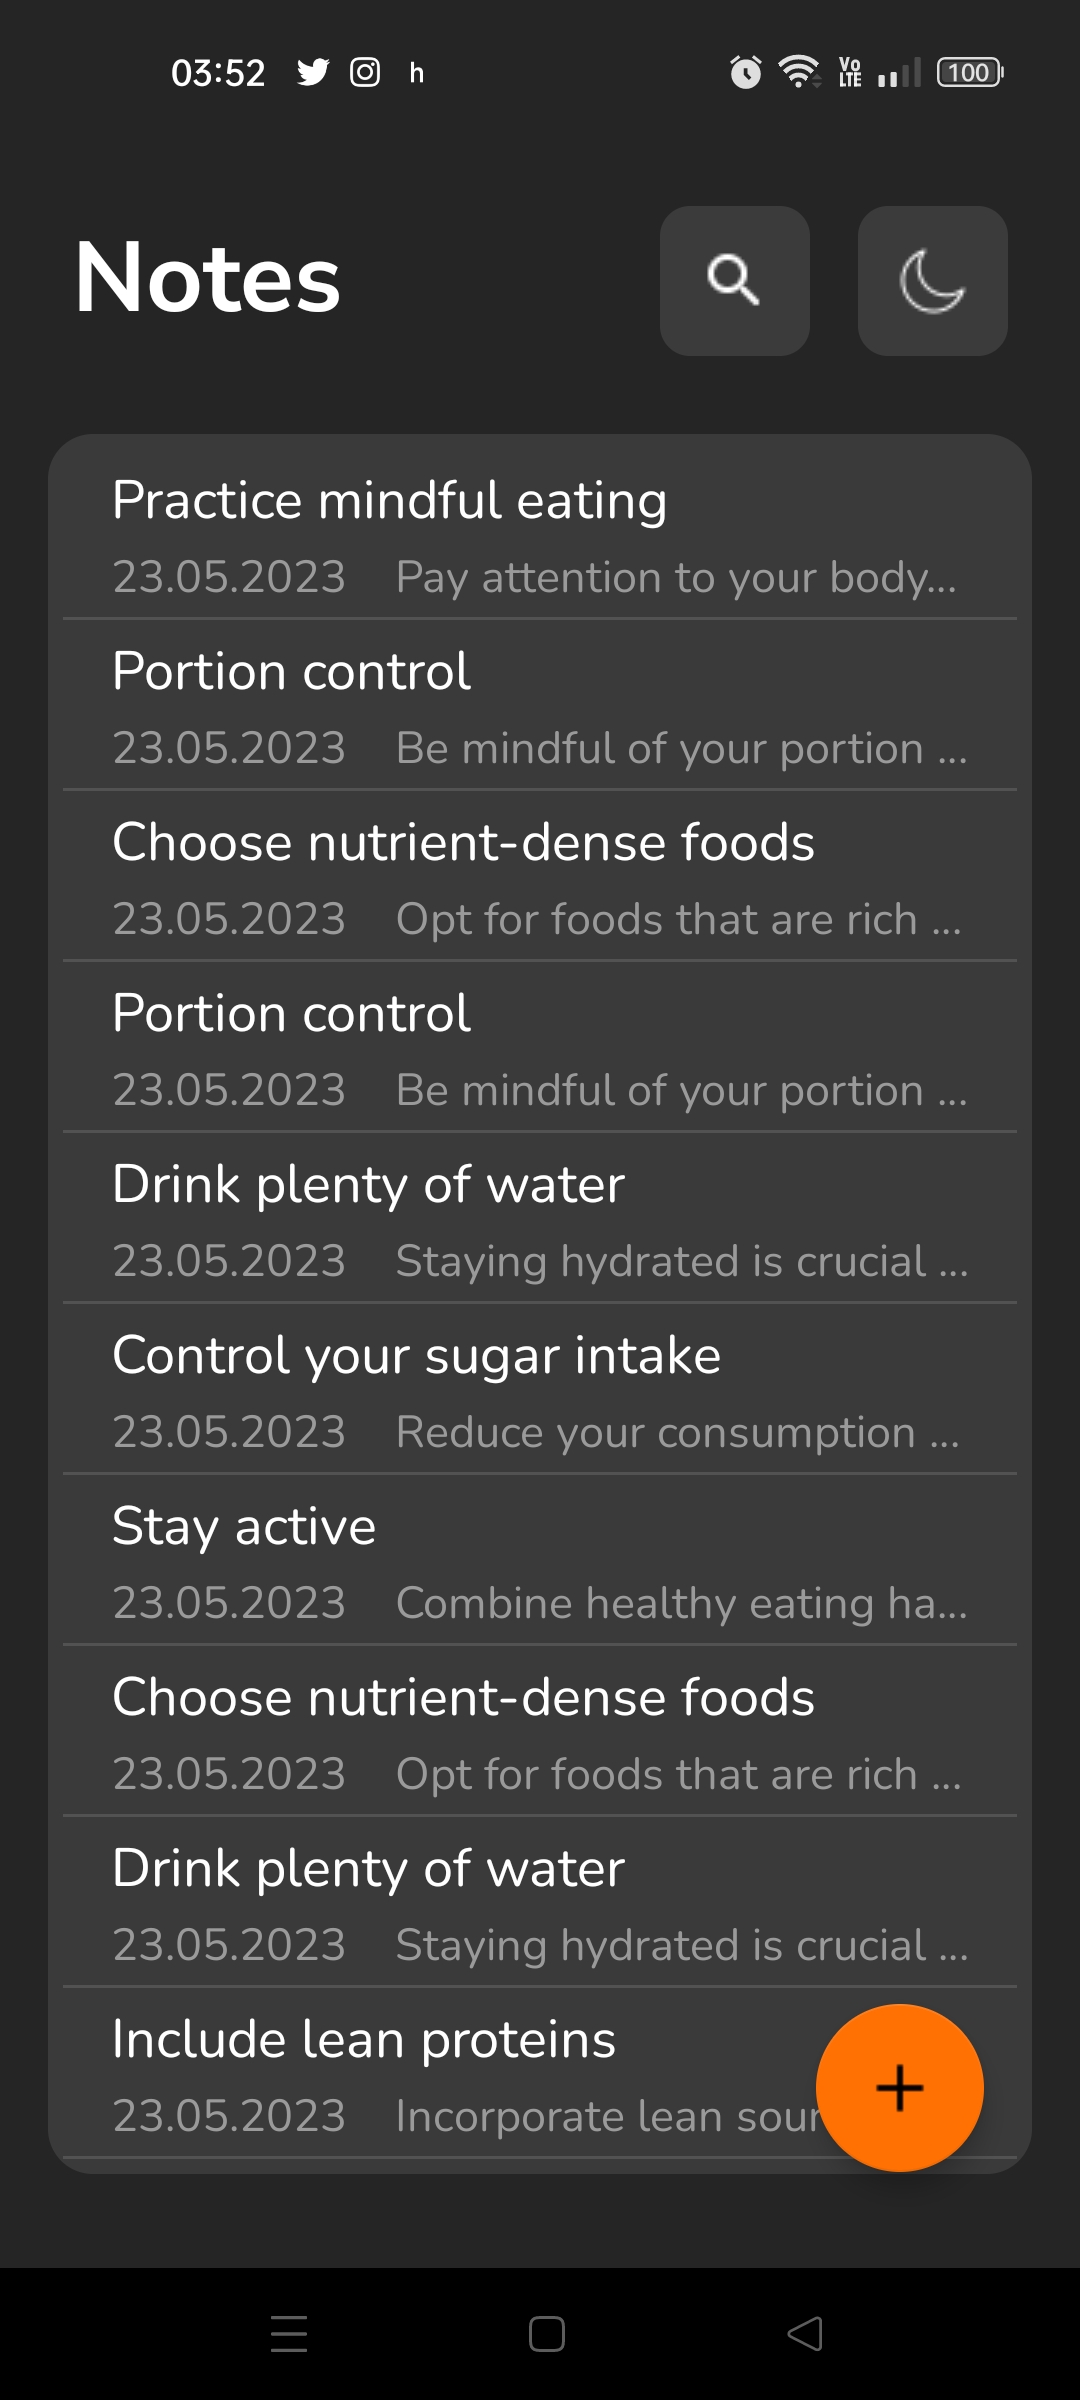 03:52 h Vo LTE 100
Notes
Practice mindful eating
23.05.2023 Pay attention to your body...
Portion control
23.05.2023 Be mindful of your portion ...
Choose nutrient-dense foods
23.05.2023 Opt for foods that are rich ...
Portion control
23.05.2023 Be mindful of your portion ...
Drink plenty of water
23.05.2023 Staying hydrated is crucial ...
Control your sugar intake
23.05.2023 Reduce your consumption ...
Stay active
23.05.2023 Combine healthy eating ha...
Choose nutrient-dense foods
23.05.2023 Opt for foods that are rich ...
Drink plenty of water
23.05.2023 Staying hydrated is crucial ...
Include lean proteins
23.05.2023 Incorporate lean